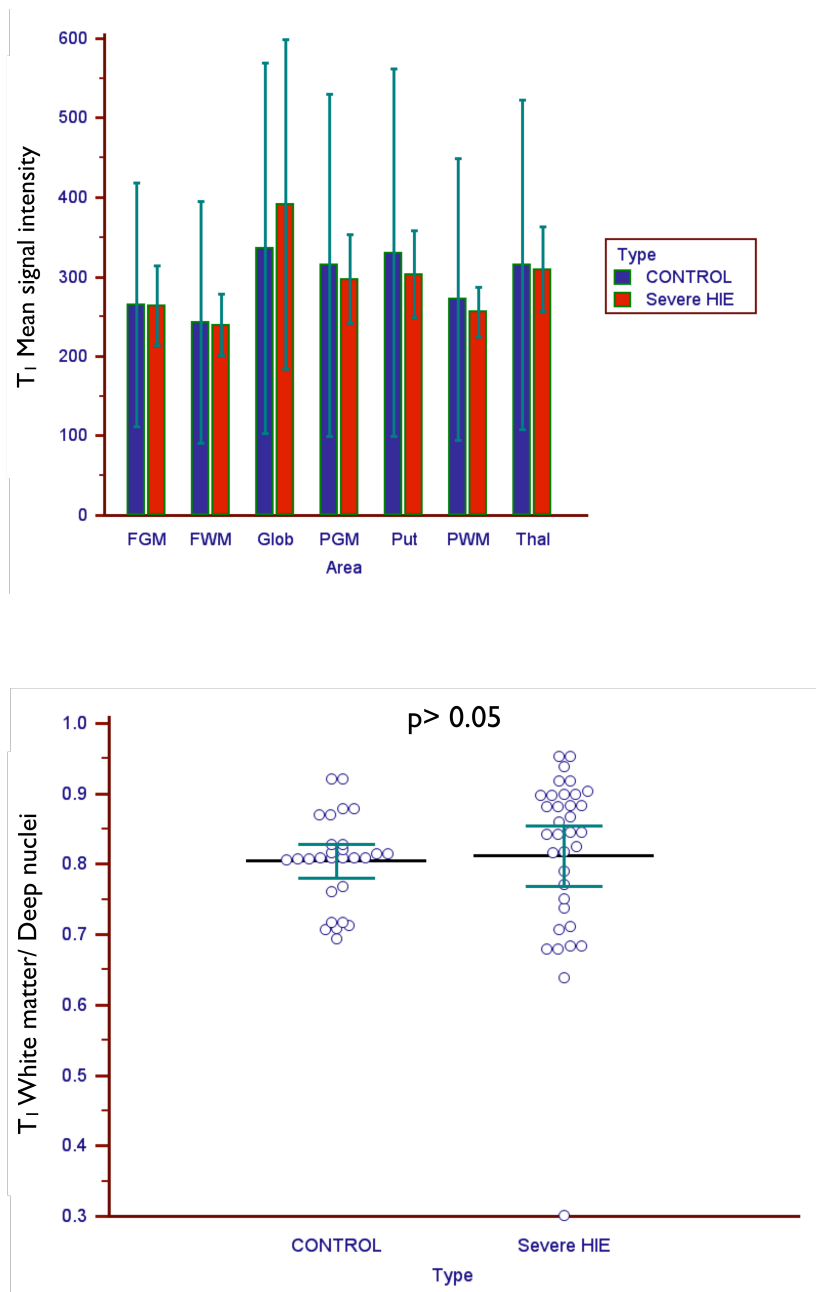 T₁ Mean signal intensity
600
500
400
300
200
100
0
FGM FWM Glob PGM Put PWM Thal
Area
Type
CONTROL
Severe HIE
p> 0.05
T₁ White matter/ Deep nuclei
1.0
0.9
0.8
0.7
0.6
0.5
0.4
0.3
CONTROL Severe HIE
Type